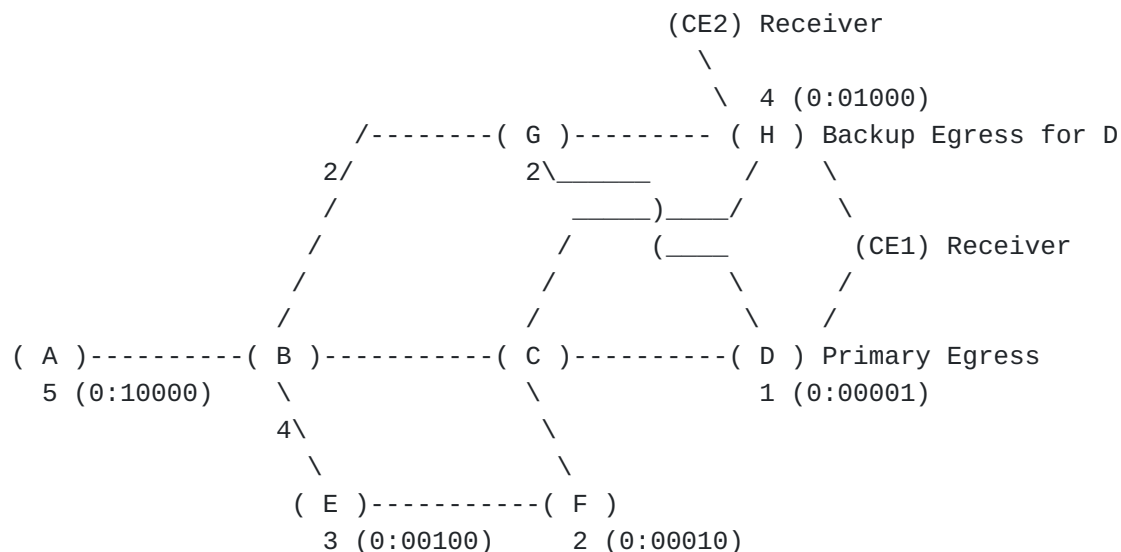 (CE2) Receiver
4 (0:01000)
( G ) ( H ) Backup Egress for D
2 2
(CE1) Receiver
( A ) ( B ) ( C ) ( D ) Primary Egress
5 (0:10000) 1 (0:00001)
4
( E ) ( F )
3 (0:00100) 2 (0:00010)